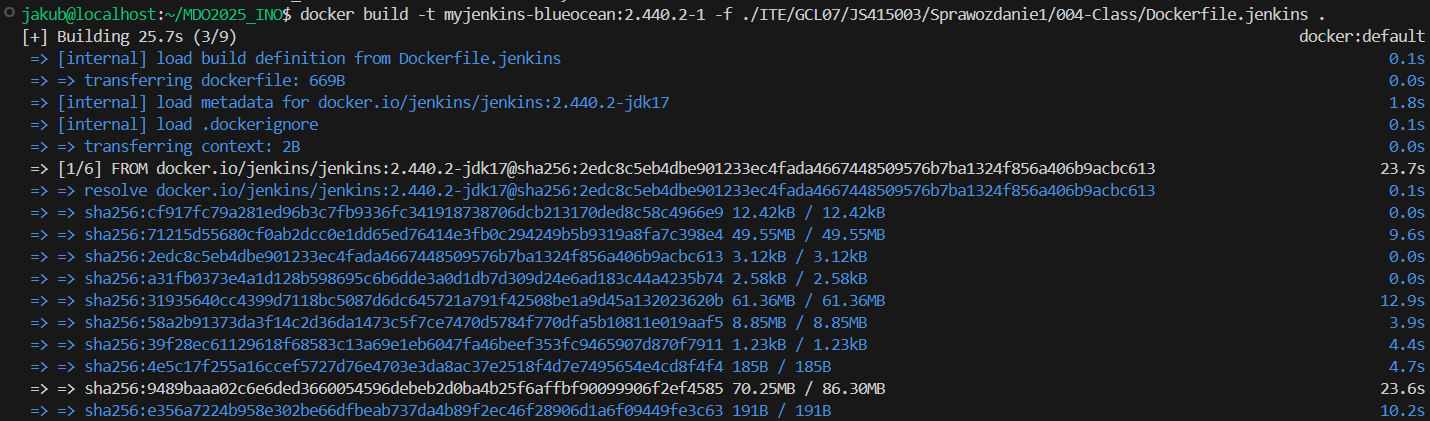 jakub@localhost:~/MDO2025_INO$ docker build -t myjenkins-blueocean:2.440.2-1 -f ./ITE/GCL07/JS415003/Sprawozdanie1/004-Class/Dockerfile.jenkins .
[+] Building 25.7s (3/9) docker:default
=> [internal] load build definition from Dockerfile.jenkins 0.1s
=> => transferring dockerfile: 669B 0.0s
=> [internal] load metadata for docker.io/jenkins/jenkins:2.440.2-jdk17 1.8s
=> [internal] load .dockerignore 0.1s
=> => transferring context: 2B 0.0s
=> [1/6] FROM docker.io/jenkins/jenkins:2.440.2-jdk17@sha256:2edc8c5eb4dbe901233ec4fada4667448509576b7ba1324f856a406b9acbc613 23.7s
=> => resolve docker.io/jenkins/jenkins:2.440.2-jdk17@sha256:2edc8c5eb4dbe901233ec4fada4667448509576b7ba1324f856a406b9acbc613 0.1s
=> => sha256:cf917fc79a281ed96b3c7fb9336fc341918738706dcb213170ded8c58c4966e9 12.42kB / 12.42kB 0.0s
=> => sha256:71215d55680cf0ab2dcc0e1dd65ed76414e3fb0c294249b5b9319a8fa7c398e4 49.55MB / 49.55MB 9.6s
=> => sha256:2edc8c5eb4dbe901233ec4fada4667448509576b7ba1324f856a406b9acbc613 3.12kB / 3.12kB 0.0s
=> => sha256:a31fb0373e4a1d128b598695c6b6dde3a0d1db7d309d24e6ad183c44a4235b74 2.58kB / 2.58kB 0.0s
=> => sha256:31935640cc4399d7118bc5087d6dc645721a791f42508be1a9d45a132023620b 61.36MB / 61.36MB 12.9s
=> => sha256:58a2b91373da3f14c2d36da1473c5f7ce7470d5784f770dfa5b10811e019aaf5 8.85MB / 8.85MB 3.9s
=> => sha256:39f28ec61129618f68583c13a69e1eb6047fa46beef353fc9465907d870f7911 1.23kB / 1.23kB 4.4s
=> => sha256:4e5c17f255a16ccef5727d76e4703e3da8ac37e2518f4d7e7495654e4cd8f4f4 185B / 185B 4.7s
=> => sha256:9489baaa02c6e6ded3660054596debeb2d0ba4b25f6affbf90099906f2ef4585 70.25MB / 86.30MB 23.6s
=> => sha256:e356a7224b958e302be66dfbeab737da4b89f2ec46f28906d1a6f09449fe3c63 191B / 191B 10.2s